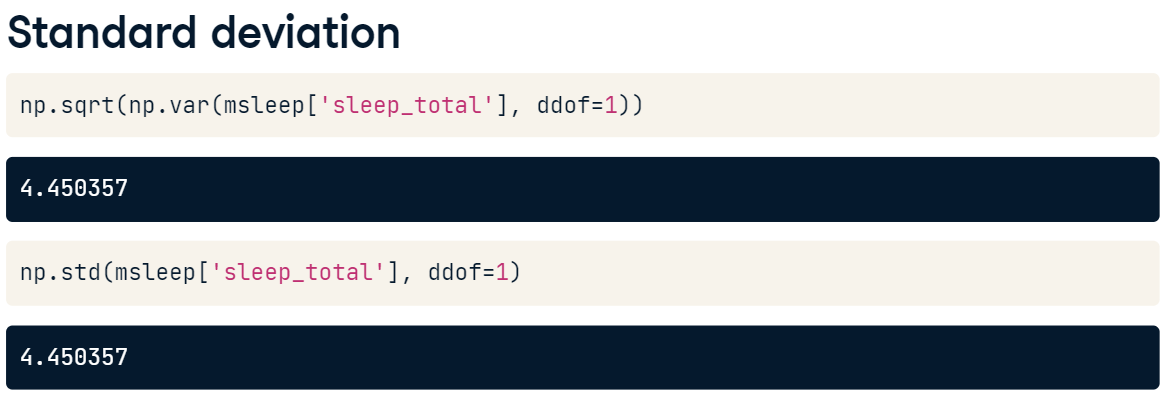 Standard deviation
np.sqrt(np.var(msleep['sleep_total'], ddof=1))
4.450357
np.std(msleep['sleep_total'], ddof=1)
4.450357